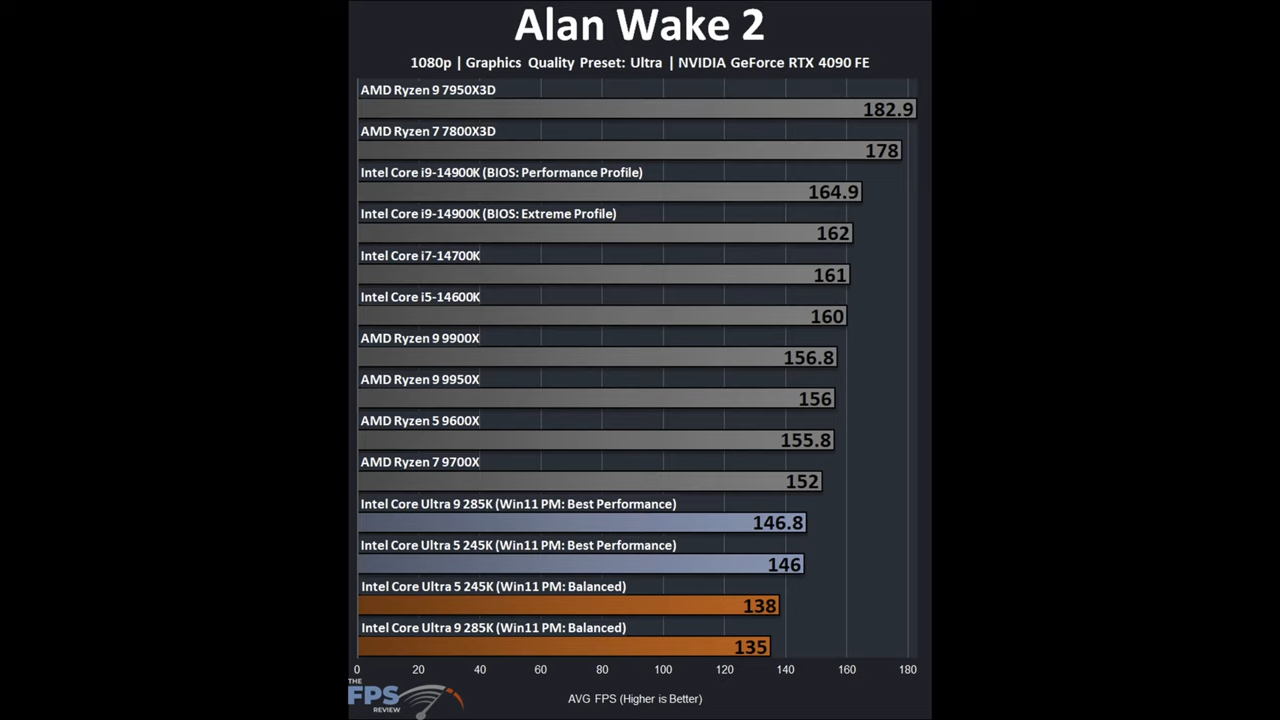 Alan Wake 2
1080p | Graphics Quality Preset: Ultra | NVIDIA GeForce RTX 4090 FE
AMD Ryzen 9 7950X3D
182.9
AMD Ryzen 7 7800X3D
178
Intel Core i9-14900K (BIOS: Performance Profile)
164.9
Intel Core i9-14900K (BIOS: Extreme Profile)
162
Intel Core i7-14700K
161
Intel Core i5-14600K
160
AMD Ryzen 9 9900X
156.8
AMD Ryzen 9 9950X
156
AMD Ryzen 5 9600X
155.8
AMD Ryzen 7 9700X
152
Intel Core Ultra 9 285K (Win11 PM: Best Performance)
146.8
Intel Core Ultra 5 245K (Win11 PM: Best Performance)
146
Intel Core Ultra 5 245K (Win11 PM: Balanced)
138
Intel Core Ultra 9 285K (Win11 PM: Balanced)
135
0 20 40 60 80 100 120 140 160 180
THE
FPS
REVIEW
AVG FPS (Higher is Better)